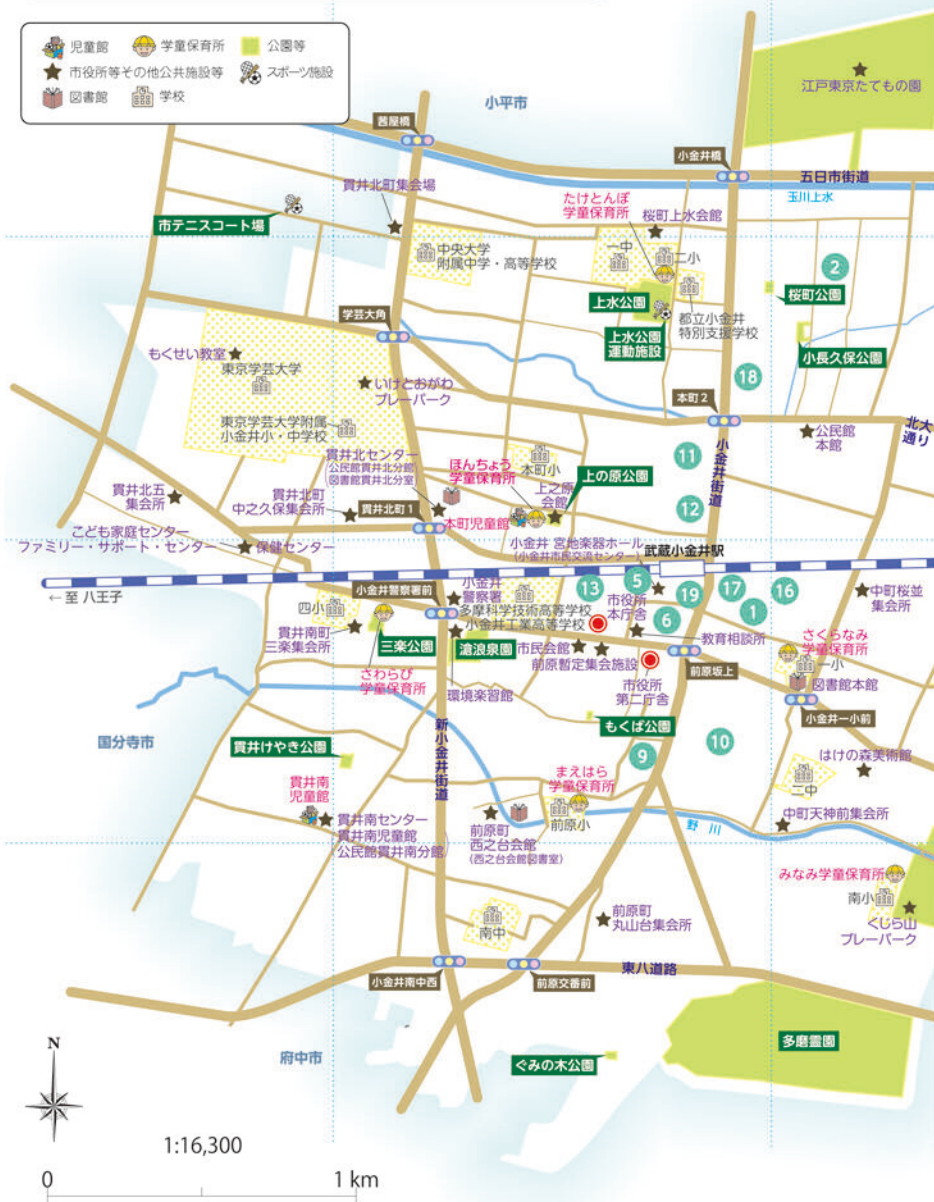 児童館
学童保育所
公園等
市役所等その他公共施設等
スポーツ施設
図書館
学校
小平市
江戸東京たてもの園
茜屋橋
小金井橋
五日市街道
玉川上水
貫井北町集会場
市テニスコート場
たけとんぼ
学童保育所
桜町上水会館
一中
二小
中央大学
附属中学・高等学校
2
上水公園
桜町公園
都立小金井
特別支援学校
上水公園
運動施設
小長久保公園
学芸大角
もくせい教室
東京学芸大学
いけとおがわ
プレーパーク
18
本町2
北大
通り
公民館
本館
小金井街道
東京学芸大学附属
小金井小・中学校
貫井北センター
公民館貫井北分館
図書館貫井北分室
本町小
11
ほんちょう
学童保育所
上之原
会館
上の原公園
貫井北五
集会所
貫井北町
中之久保集会所
貫井北町1
本町児童館
12
こども家庭センター
ファミリー・サポート・センター
保健センター
小金井 宮地楽器ホール
(小金井市民交流センター)
武蔵小金井駅
← 至 八王子
小金井警察署前
小金井
警察署
多摩科学技術高等学校
小金井工業高等学校
13
5
市役所
本庁舎
19
17
16
1
6
中町桜並
集会所
四小
貫井南町
三楽集会所
三楽公園
滄浪泉園
市民会館
前原暫定集会施設
教育相談所
さくらなみ
学童保育所
一小
さわらび
学童保育所
環境楽習館
市役所
第二庁舎
前原坂上
図書館本館
小金井一小前
国分寺市
新小金井街道
もくば公園
貫井けやき公園
9
10
はけの森美術館
二中
貫井南
児童館
まえはら
学童保育所
前原小
貫井南センター
貫井南児童館
公民館貫井南分館
前原町
西之台会館
(西之台会館図書室)
野川
中町天神前集会所
みなみ学童保育所
南小
くじら山
プレーパーク
南中
前原町
丸山台集会所
小金井南中西
前原交番前
東八道路
府中市
ぐみの木公園
多磨霊園
N
1:16,300
0
1 km